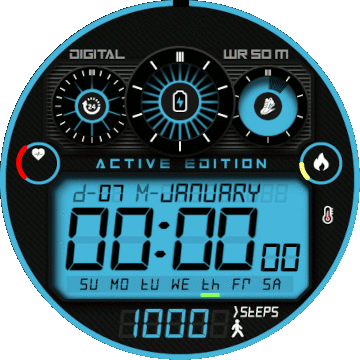 DIGITAL WR 50 M
24
ACTIVE EDITION
d-07 M-JANUARY
00:00 00
SU MO tU WE th Fr SA
1000 StEPS